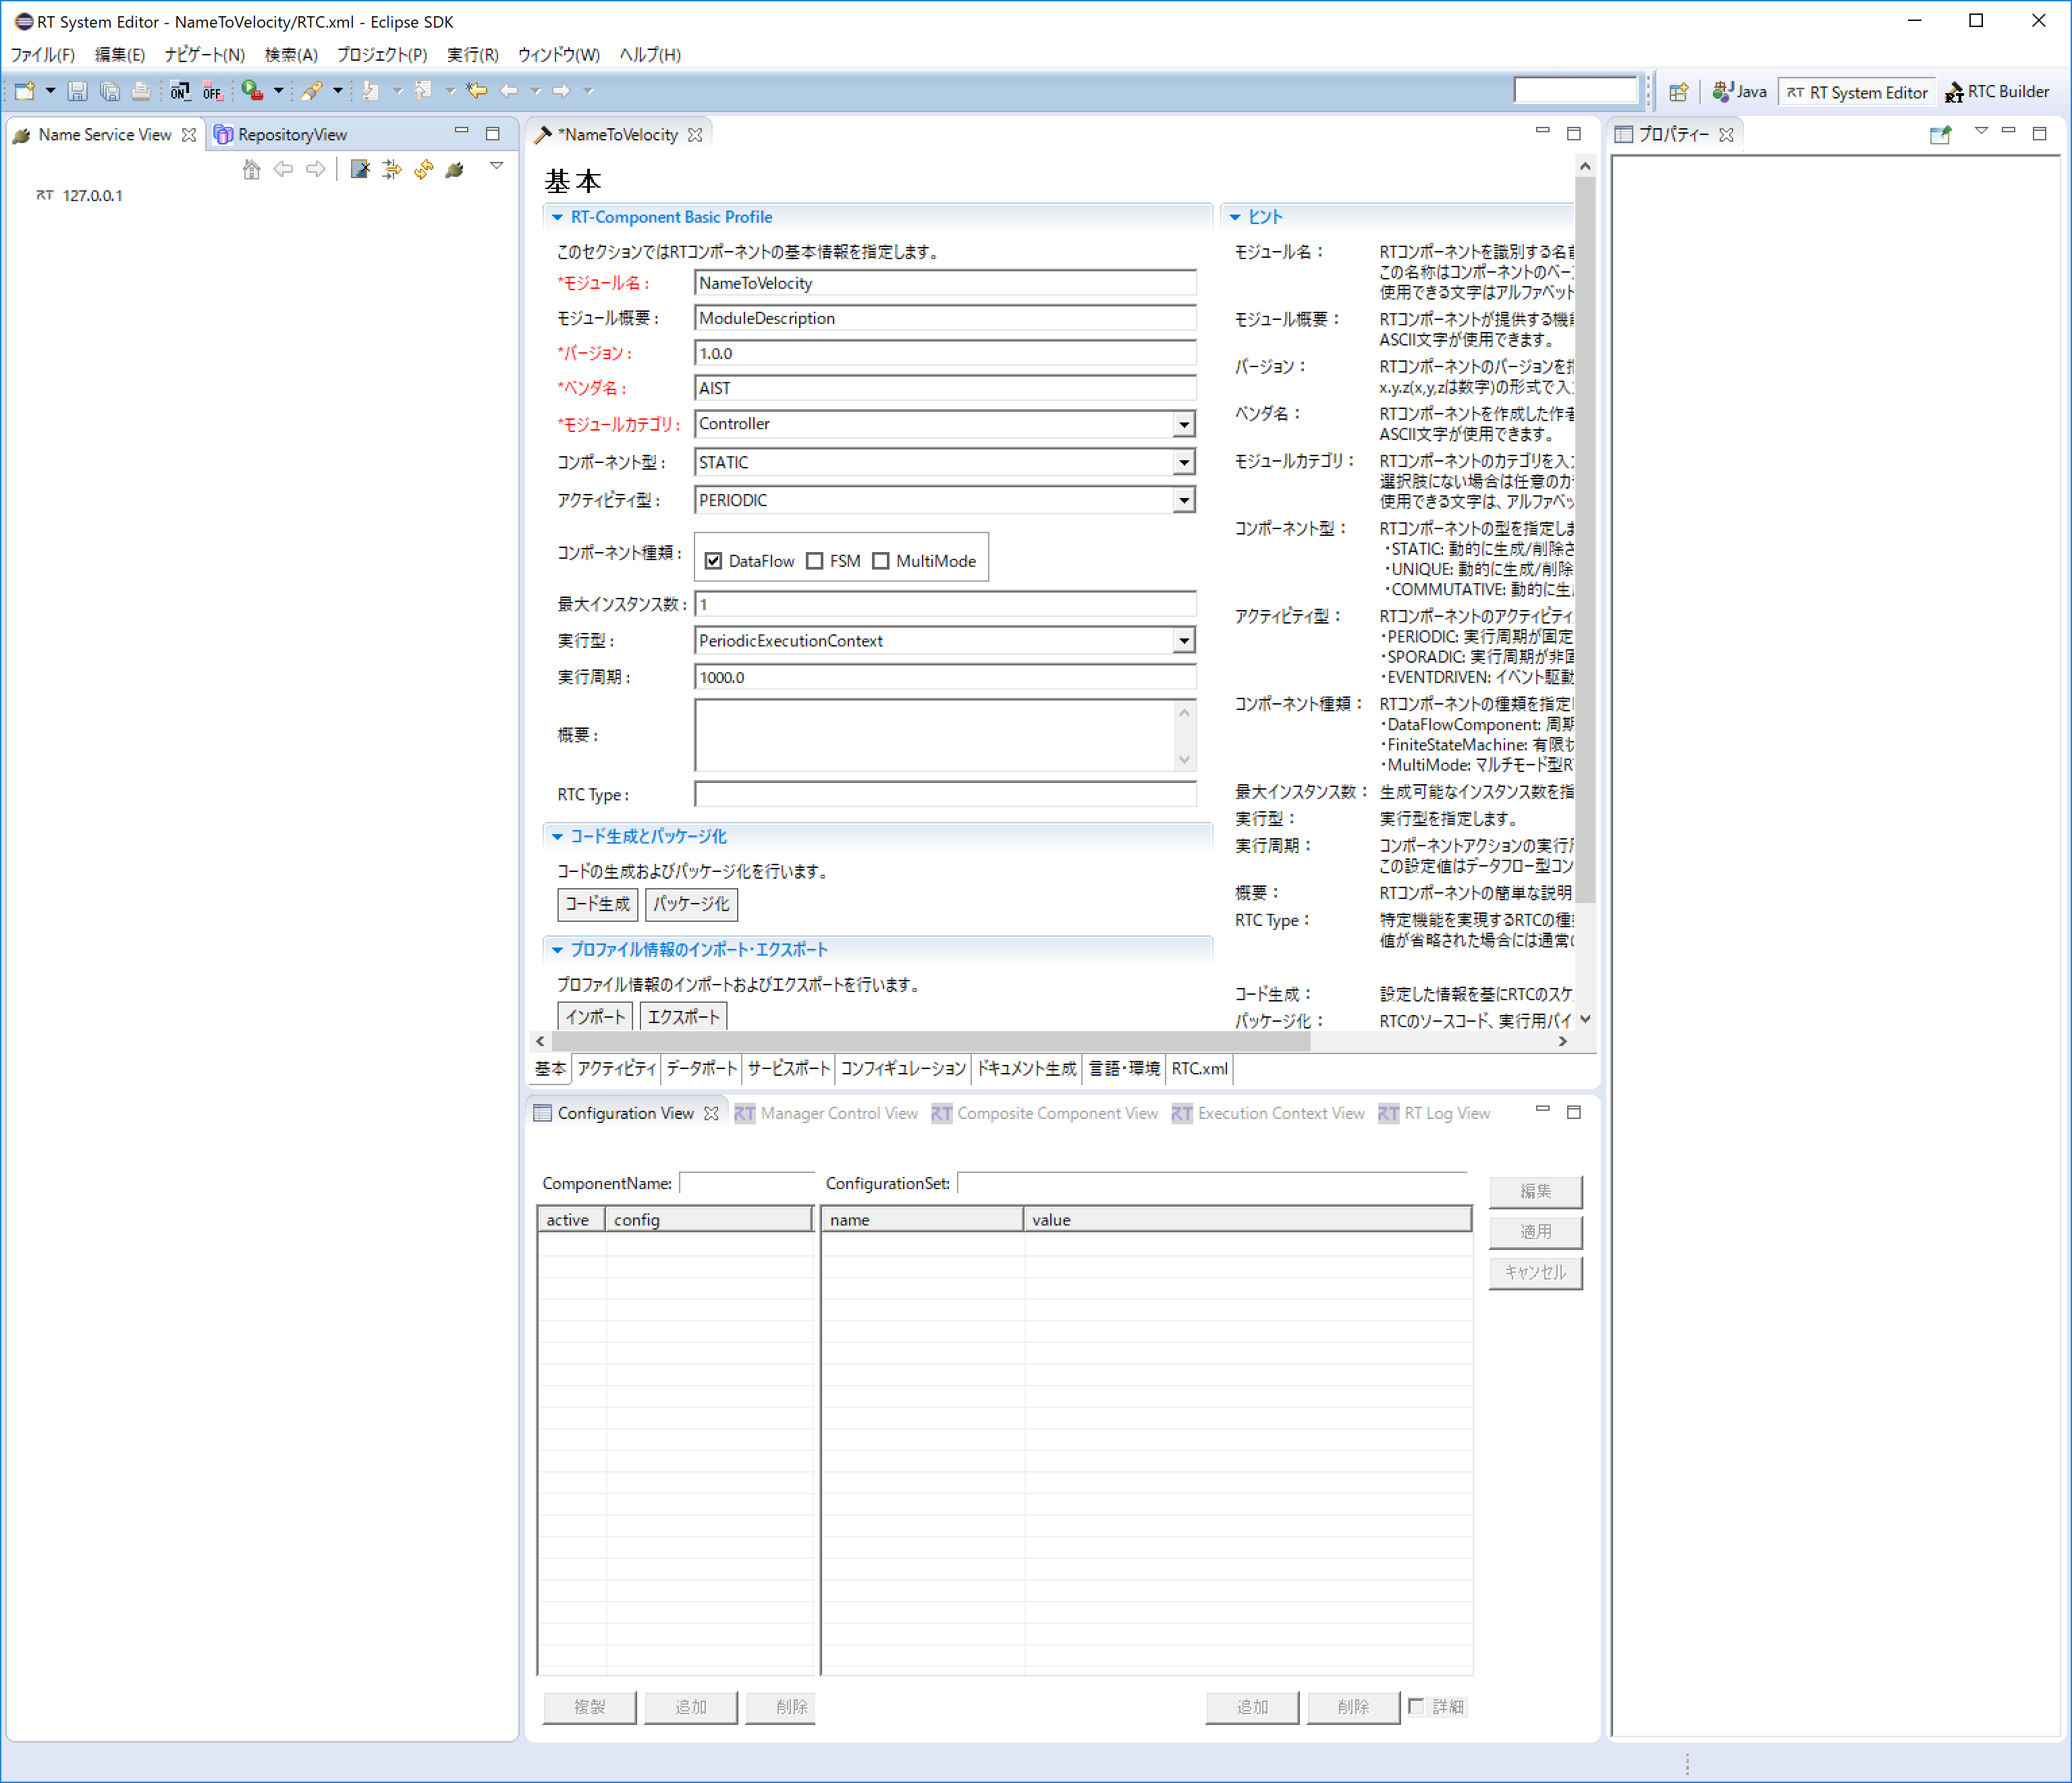 RT System Editor - NameToVelocity/RTC.xml - Eclipse SDK
ファイル(F) 編集(E) ナビゲート(N) 検索(A) プロジェクト(P) 実行(R) ウィンドウ(W) ヘルプ(H)
ON OFF Java RT System Editor RTC Builder
Name Service View RepositoryView
RT 127.0.0.1
*NameToVelocity
基本
RT-Component Basic Profile
このセクションではRTコンポーネントの基本情報を指定します。
*モジュール名: NameToVelocity
モジュール概要: ModuleDescription
*バージョン: 1.0.0
*ベンダ名: AIST
*モジュールカテゴリ: Controller
コンポーネント型: STATIC
アクティビティ型: PERIODIC
コンポーネント種類: DataFlow FSM MultiMode
最大インスタンス数: 1
実行型: PeriodicExecutionContext
実行周期: 1000.0
概要:
RTC Type:
コード生成とパッケージ化
コードの生成およびパッケージ化を行います。
コード生成 パッケージ化
プロファイル情報のインポート・エクスポート
プロファイル情報のインポートおよびエクスポートを行います。
インポート エクスポート
ヒント
モジュール名: RTコンポーネントを識別する名前
この名称はコンポーネントのベー
使用できる文字はアルファベット
モジュール概要: RTコンポーネントが提供する機能
ASCII文字が使用できます。
バージョン: RTコンポーネントのバージョンを指
x.y.z(x,y,zは数字)の形式で入
ベンダ名: RTコンポーネントを作成した作者
ASCII文字が使用できます。
モジュールカテゴリ: RTコンポーネントのカテゴリを入
選択肢にない場合は任意のカ
使用できる文字は、アルファベッ
コンポーネント型: RTコンポーネントの型を指定しま
・STATIC: 動的に生成/削除さ
・UNIQUE: 動的に生成/削除
・COMMUTATIVE: 動的に生
アクティビティ型: RTコンポーネントのアクティビティ
・PERIODIC: 実行周期が固定
・SPORADIC: 実行周期が非固
・EVENTDRIVEN: イベント駆動
コンポーネント種類: RTコンポーネントの種類を指定
・DataFlowComponent: 周期
・FiniteStateMachine: 有限状
・MultiMode: マルチモード型R
最大インスタンス数: 生成可能なインスタンス数を指
実行型: 実行型を指定します。
実行周期: コンポーネントアクションの実行
この設定値はデータフロー型コン
概要: RTコンポーネントの簡単な説明
RTC Type: 特定機能を実現するRTCの種
値が省略された場合には通常
コード生成: 設定した情報を基にRTCのスケ
パッケージ化: RTCのソースコード、実行用バイ
基本 アクティビティ データポート サービスポート コンフィギュレーション ドキュメント生成 言語・環境 RTC.xml
プロパティー
Configuration View RT Manager Control View RT Composite Component View RT Execution Context View RT RT Log View
ComponentName: ConfigurationSet:
active config name value
編集
適用
キャンセル
複製 追加 削除 追加 削除 詳細